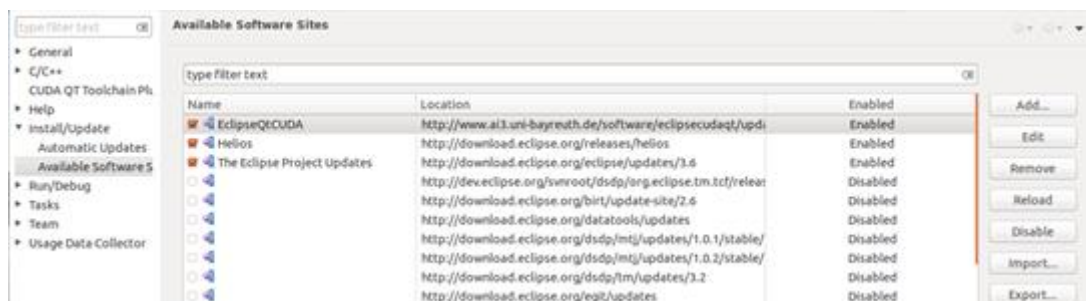 type filter text
General
C/C++
CUDA QT Toolchain Plu
Help
Install/Update
Automatic Updates
Available Software S
Run/Debug
Tasks
Team
Usage Data Collector
Available Software Sites
type filter text
Name Location Enabled
EclipseQtCUDA http://www.ai3.uni-bayreuth.de/software/eclipsecudaqt/upd Enabled
Helios http://download.eclipse.org/releases/helios Enabled
The Eclipse Project Updates http://download.eclipse.org/eclipse/updates/3.6 Enabled
http://dev.eclipse.org/svnroot/dsdp/org.eclipse.tm.tcf/releas Disabled
http://download.eclipse.org/birt/update-site/2.6 Disabled
http://download.eclipse.org/datatools/updates Disabled
http://download.eclipse.org/dsdp/mtj/updates/1.0.1/stable/ Disabled
http://download.eclipse.org/dsdp/mtj/updates/1.0.2/stable/ Disabled
http://download.eclipse.org/dsdp/tm/updates/3.2 Disabled
http://download.eclipse.org/egit/updates Disabled
Add...
Edit
Remove
Reload
Disable
Import...
Export...